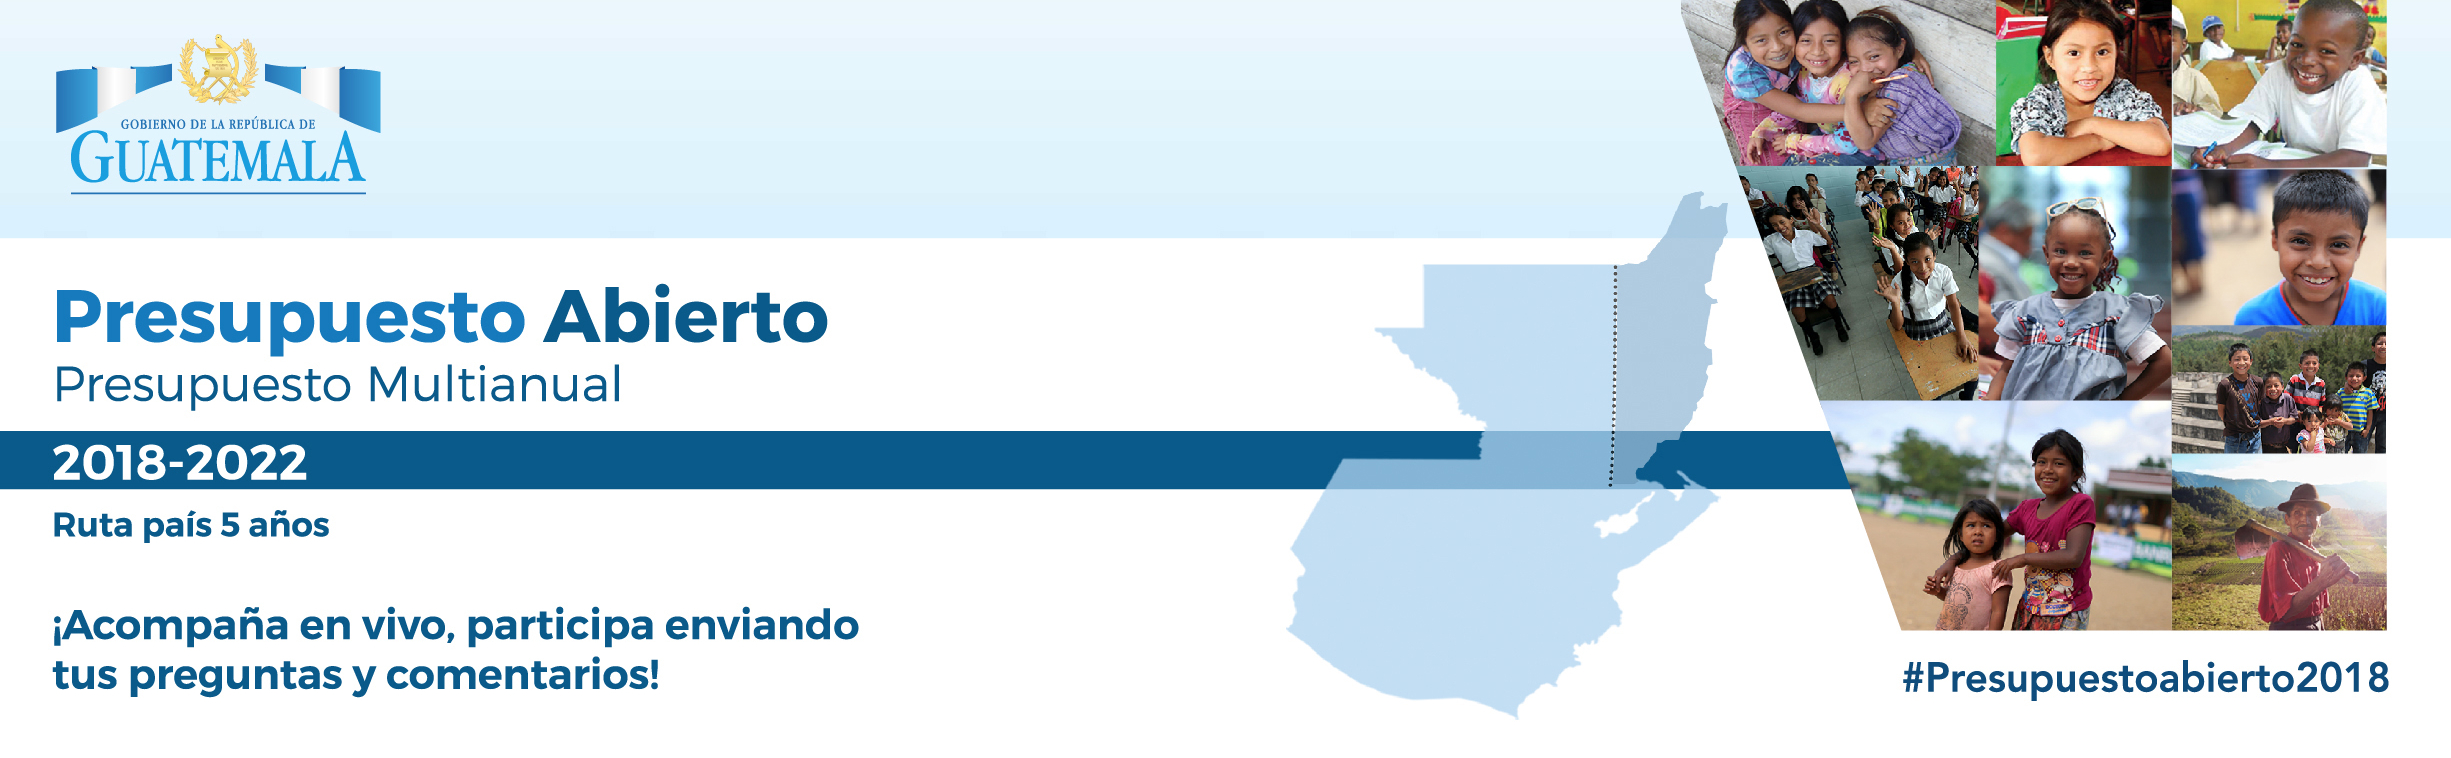 GOBIERNO DE LA REPÚBLICA DE
GUATEMALA
Presupuesto Abierto
Presupuesto Multianual
2018-2022
Ruta país 5 años
¡Acompaña en vivo, participa enviando
tus preguntas y comentarios!
#Presupuestoabierto2018